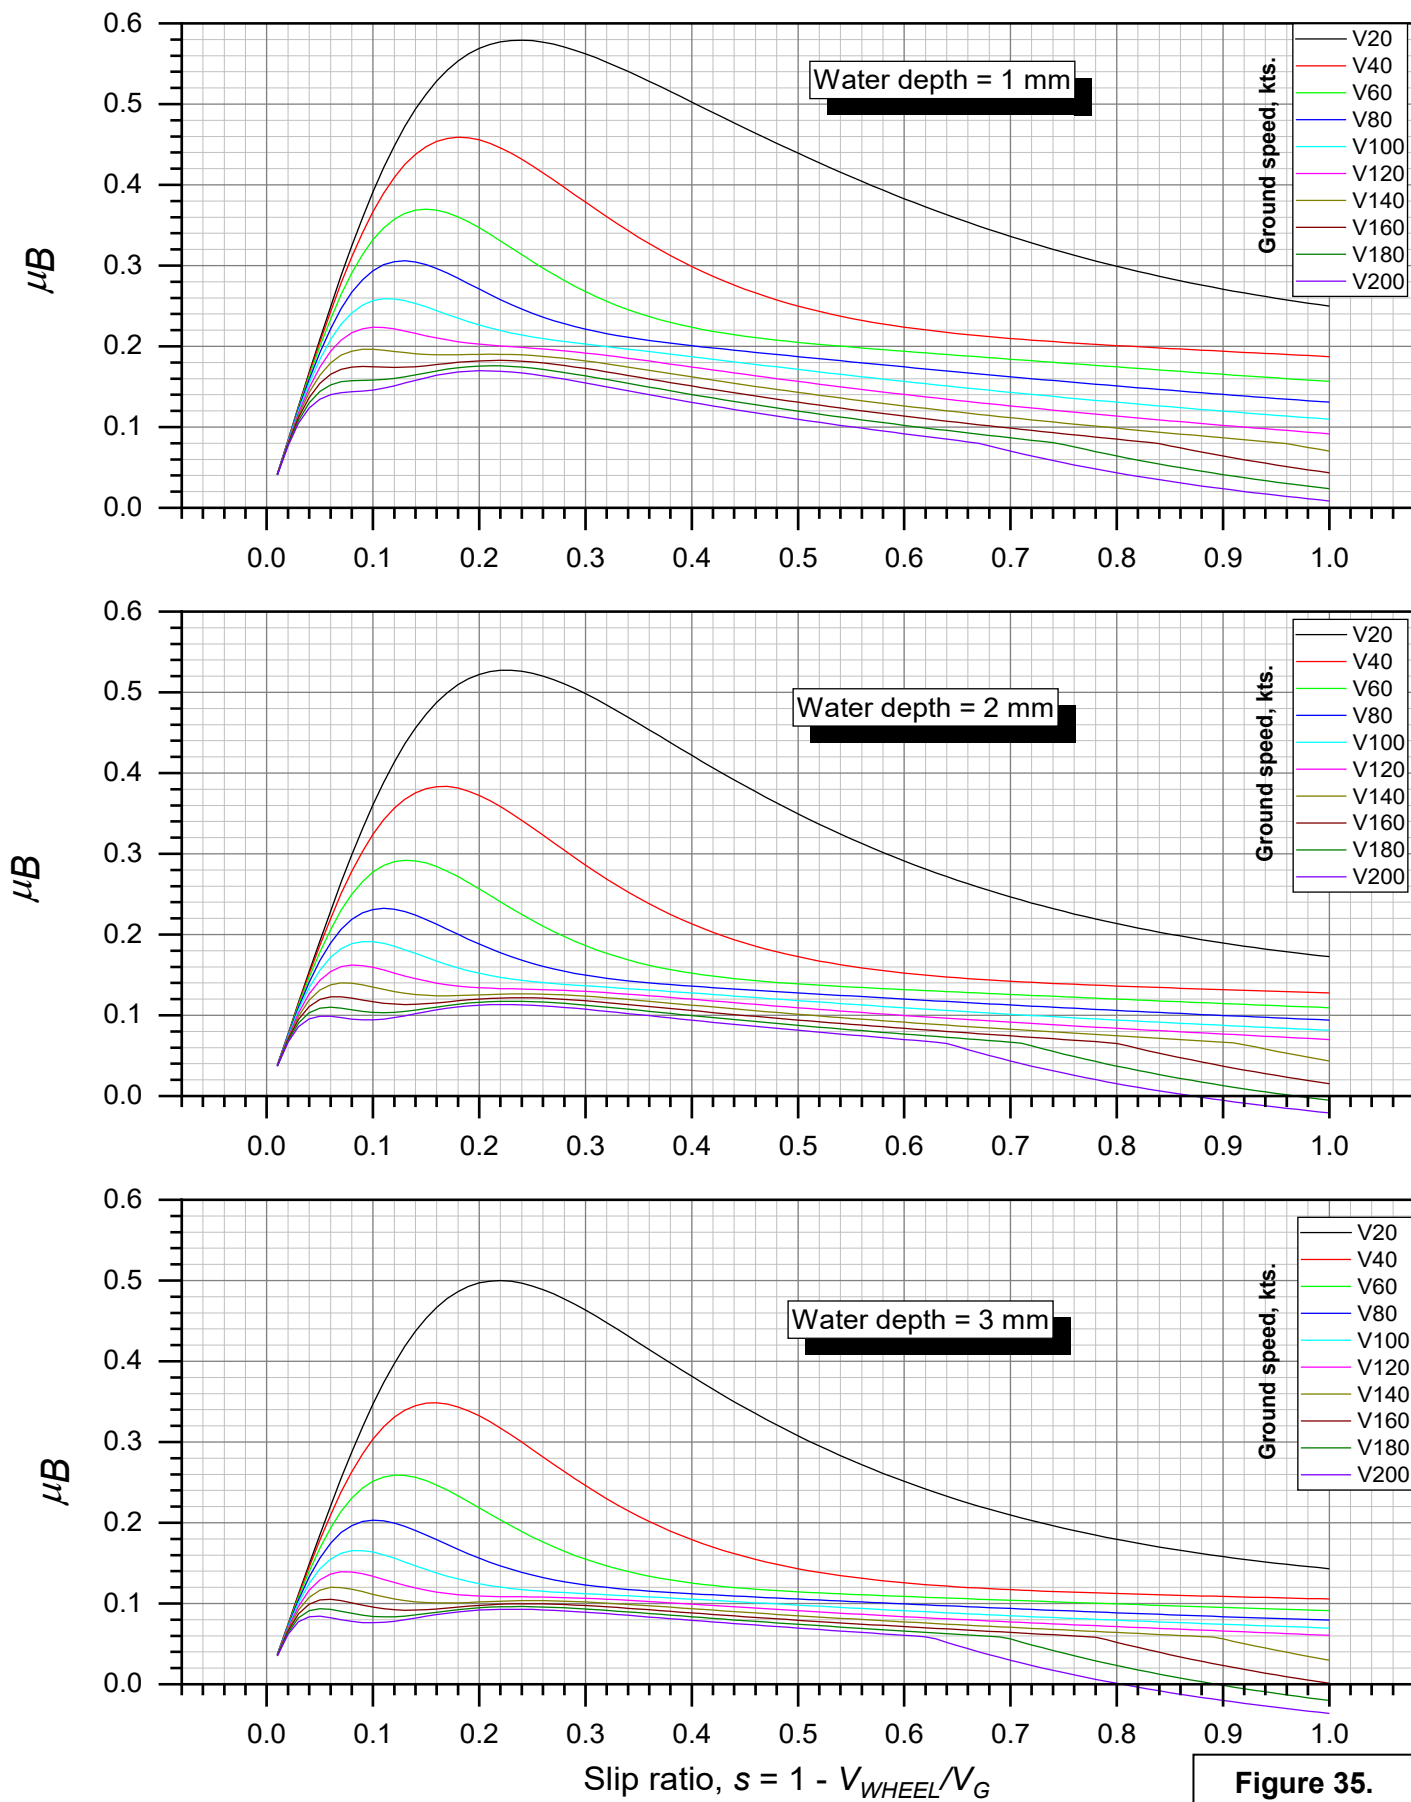 0.6
0.5
0.4
0.3
0.2
0.1
0.0
μB
Water depth = 1 mm
Ground speed, kts.
V20
V40
V60
V80
V100
V120
V140
V160
V180
V200
0.0 0.1 0.2 0.3 0.4 0.5 0.6 0.7 0.8 0.9 1.0
0.6
0.5
0.4
0.3
0.2
0.1
0.0
μB
Water depth = 2 mm
Ground speed, kts.
V20
V40
V60
V80
V100
V120
V140
V160
V180
V200
0.0 0.1 0.2 0.3 0.4 0.5 0.6 0.7 0.8 0.9 1.0
0.6
0.5
0.4
0.3
0.2
0.1
0.0
μB
Water depth = 3 mm
Ground speed, kts.
V20
V40
V60
V80
V100
V120
V140
V160
V180
V200
0.0 0.1 0.2 0.3 0.4 0.5 0.6 0.7 0.8 0.9 1.0
Slip ratio, s = 1 - VWHEEL/VG
Figure 35.